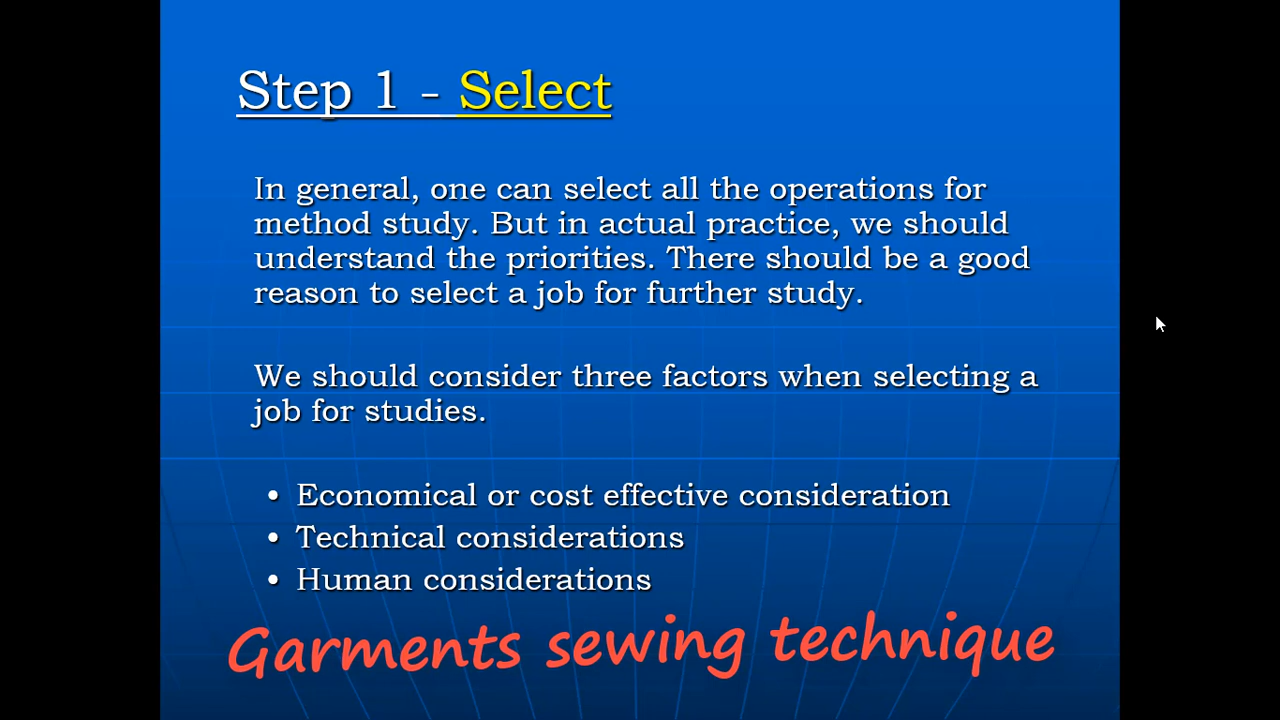 Step 1 - Select
In general, one can select all the operations for
method study. But in actual practice, we should
understand the priorities. There should be a good
reason to select a job for further study.
We should consider three factors when selecting a
job for studies.
• Economical or cost effective consideration
• Technical considerations
• Human considerations
Garments sewing technique